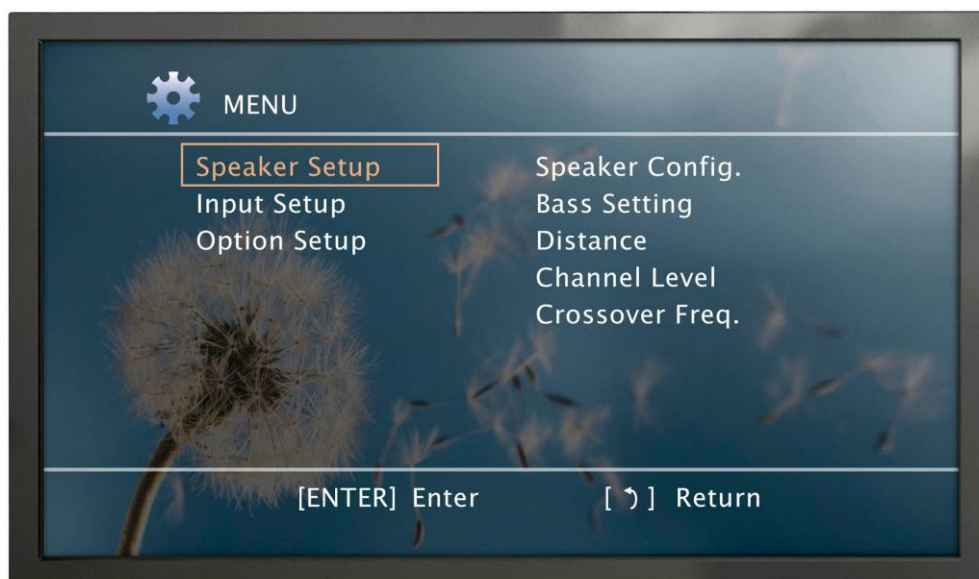 MENU
Speaker Setup
Input Setup
Option Setup
Speaker Config.
Bass Setting
Distance
Channel Level
Crossover Freq.
[ENTER] Enter
[⮌] Return